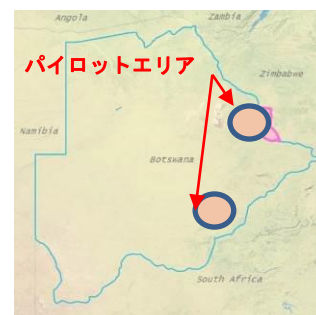 Angola
Zambia
パイロットエリア
Zimbabwe
Namibia
Botswana
South Africa